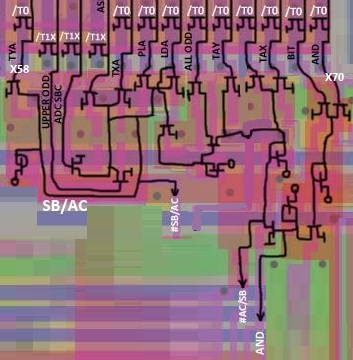 /T0
/T1X
/T1X
/T1X
AS
/T0
/T0
/T0
/T0
/T0
/T0
/T0
/T0
/T0
TYA
UPPER ODD
ADC SBC
TXA
PLA
LDA
ALL ODD
TAY
TAX
BIT
AND
X58
X70
SB/AC
#SB/AC
#AC/SB
AND